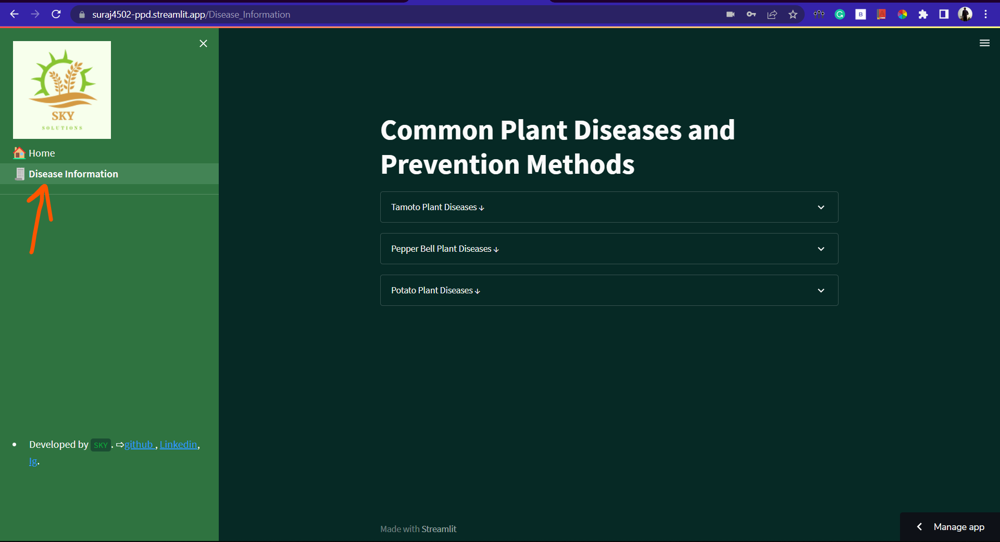 suraj4502-ppd.streamlit.app/Disease_Information
SKY
SOLUTIONS
Home
Disease Information
Common Plant Diseases and
Prevention Methods
Tamoto Plant Diseases ↓
Pepper Bell Plant Diseases ↓
Potato Plant Diseases ↓
Developed by SKY . ⇨github , Linkedin,
Ig.
Made with Streamlit
Manage app